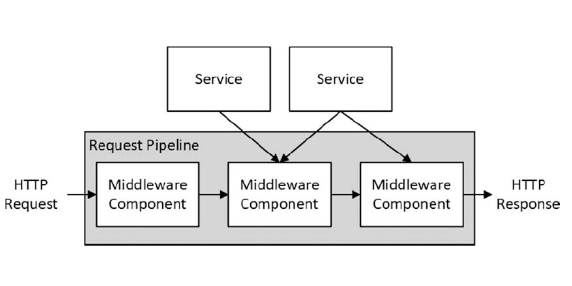 Service
Service
Request Pipeline
HTTP
Request
Middleware
Component
Middleware
Component
Middleware
Component
HTTP
Response